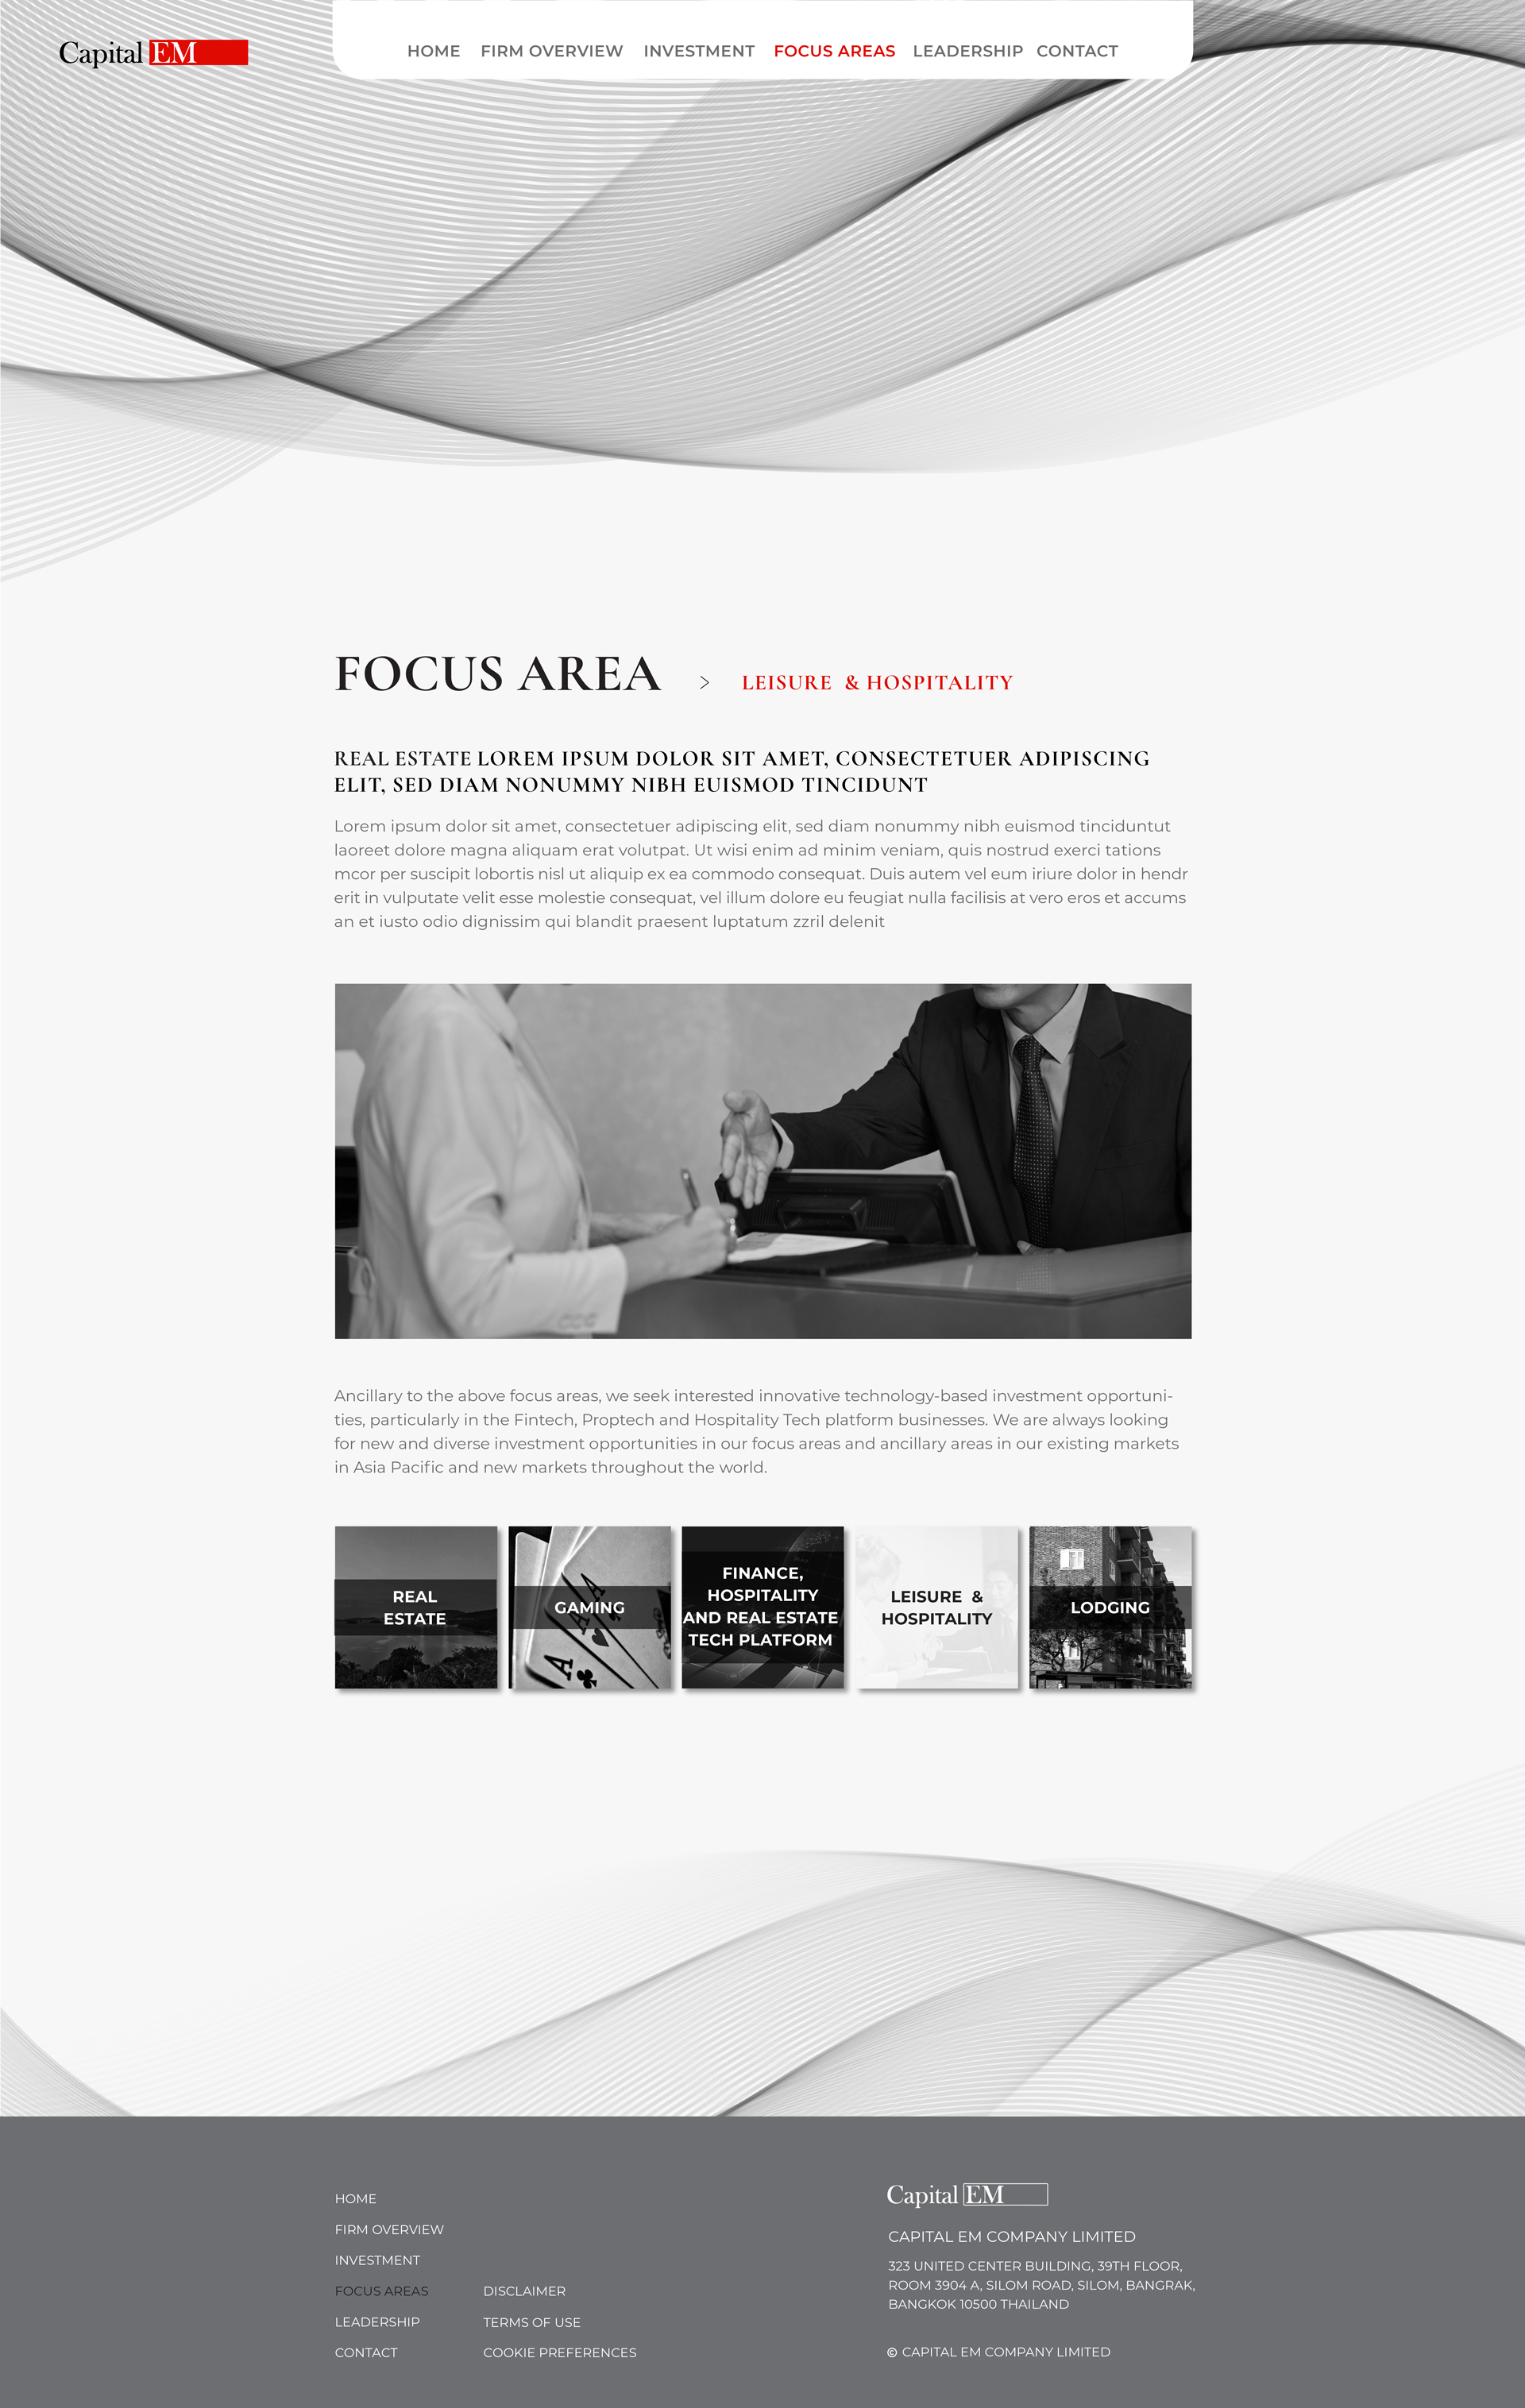 Capital EM
HOME FIRM OVERVIEW INVESTMENT FOCUS AREAS LEADERSHIP CONTACT
FOCUS AREA > LEISURE & HOSPITALITY
REAL ESTATE LOREM IPSUM DOLOR SIT AMET, CONSECTETUER ADIPISCING
ELIT, SED DIAM NONUMMY NIBH EUISMOD TINCIDUNT
Lorem ipsum dolor sit amet, consectetuer adipiscing elit, sed diam nonummy nibh euismod tinciduntut
laoreet dolore magna aliquam erat volutpat. Ut wisi enim ad minim veniam, quis nostrud exerci tations
mcor per suscipit lobortis nisl ut aliquip ex ea commodo consequat. Duis autem vel eum iriure dolor in hendr
erit in vulputate velit esse molestie consequat, vel illum dolore eu feugiat nulla facilisis at vero eros et accums
an et iusto odio dignissim qui blandit praesent luptatum zzril delenit
Ancillary to the above focus areas, we seek interested innovative technology-based investment opportuni-
ties, particularly in the Fintech, Proptech and Hospitality Tech platform businesses. We are always looking
for new and diverse investment opportunities in our focus areas and ancillary areas in our existing markets
in Asia Pacific and new markets throughout the world.
REAL
ESTATE
A
A
A
GAMING
FINANCE,
HOSPITALITY
AND REAL ESTATE
TECH PLATFORM
LEISURE &
HOSPITALITY
LODGING
HOME
FIRM OVERVIEW
INVESTMENT
FOCUS AREAS
LEADERSHIP
CONTACT
DISCLAIMER
TERMS OF USE
COOKIE PREFERENCES
Capital EM
CAPITAL EM COMPANY LIMITED
323 UNITED CENTER BUILDING, 39TH FLOOR,
ROOM 3904 A, SILOM ROAD, SILOM, BANGRAK,
BANGKOK 10500 THAILAND
© CAPITAL EM COMPANY LIMITED